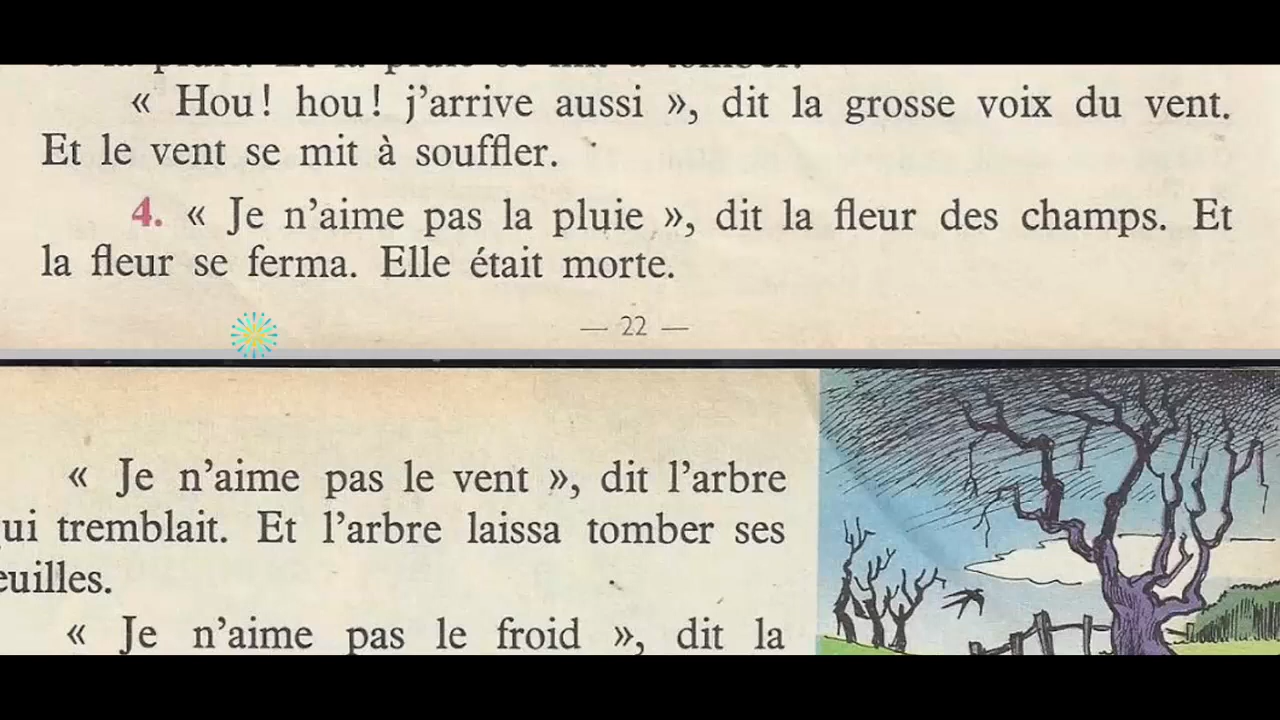 « Hou! hou! j'arrive aussi », dit la grosse voix du vent.
Et le vent se mit à souffler.
4. « Je n'aime pas la pluie », dit la fleur des champs. Et
la fleur se ferma. Elle était morte.
— 22 —
« Je n'aime pas le vent », dit l'arbre
ui tremblait. Et l'arbre laissa tomber ses
euilles.
« Je n'aime pas le froid », dit la